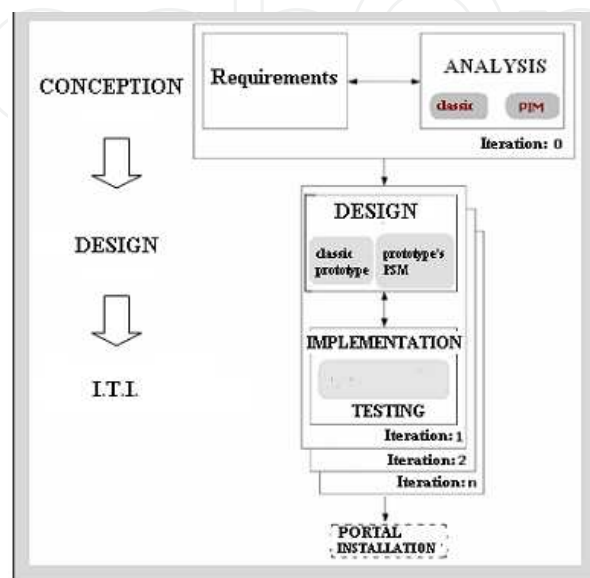 CONCEPTION
DESIGN
I.T.I.
Requirements
ANALYSIS
classic PIM
Iteration: 0
DESIGN
classic prototype's
prototype PSM
IMPLEMENTATION
TESTING
Iteration: 1
Iteration: 2
Iteration: n
PORTAL
INSTALLATION